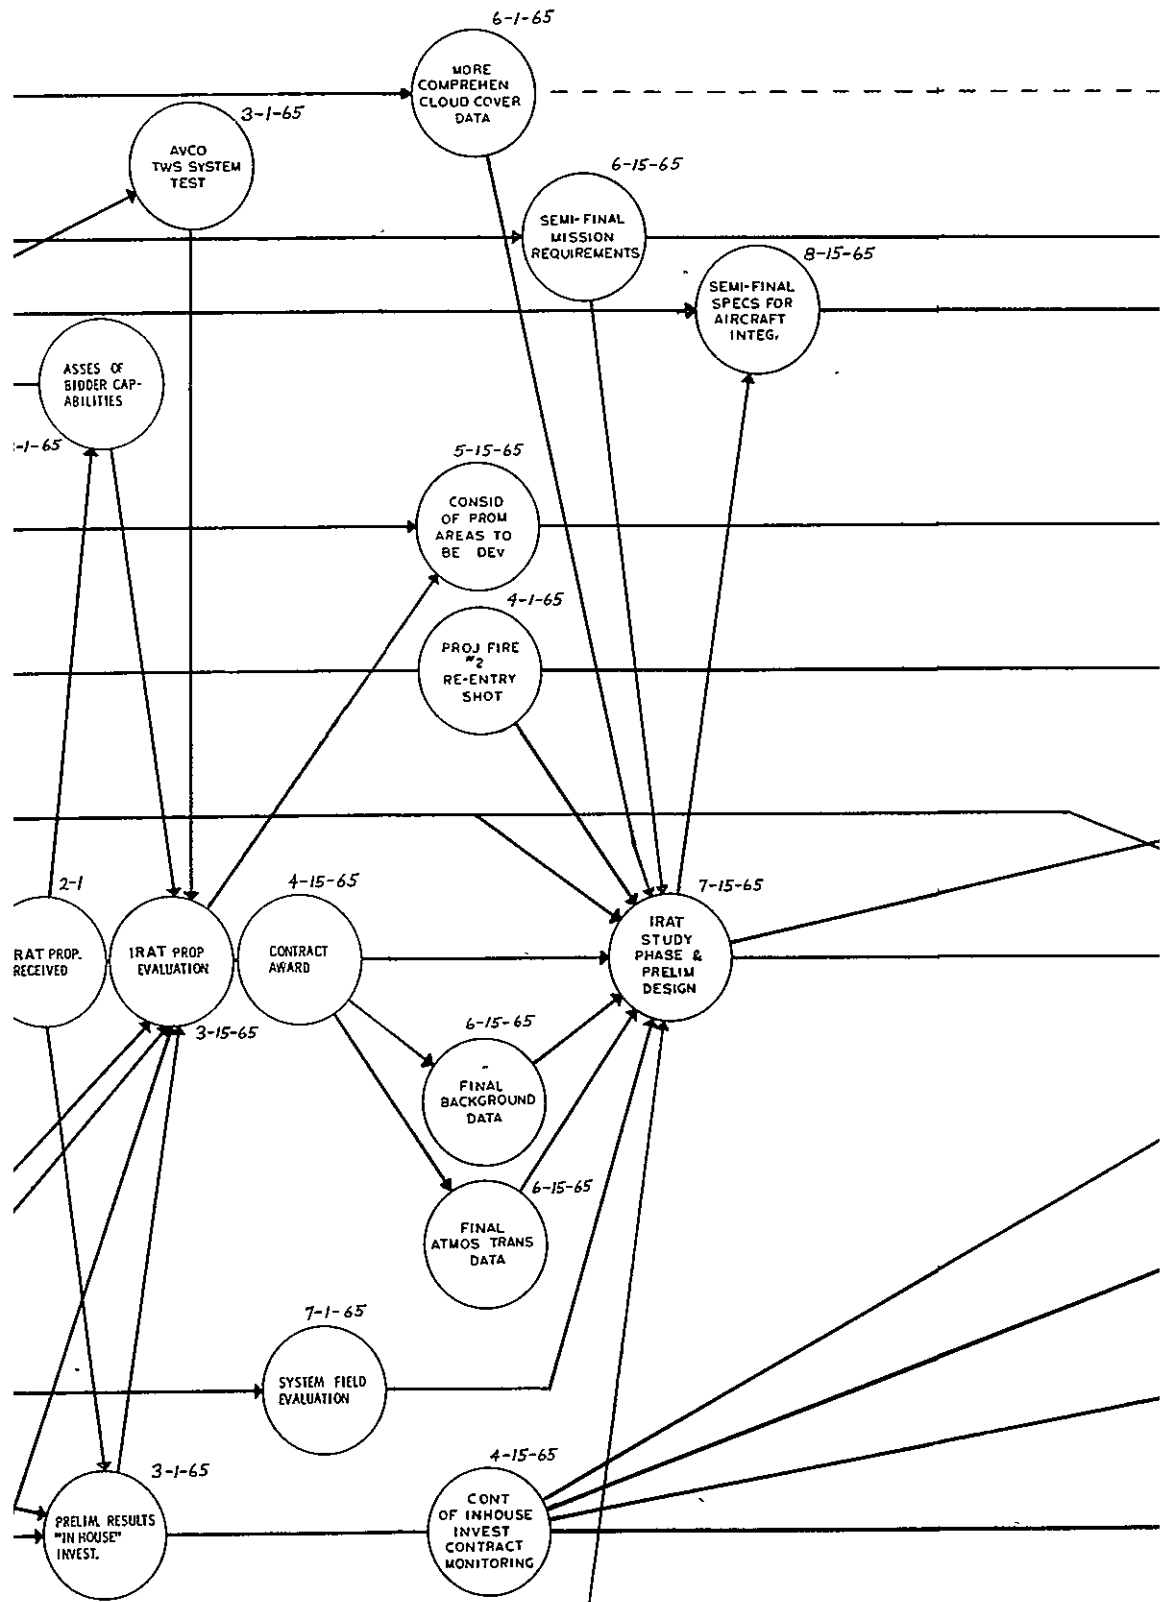 6-1-65
MORE
COMPREHEN
CLOUD COVER
DATA
3-1-65
AVCO
TWS SYSTEM
TEST
6-15-65
SEMI-FINAL
MISSION
REQUIREMENTS
8-15-65
SEMI-FINAL
SPECS FOR
AIRCRAFT
INTEG.
ASSES OF
BIDDER CAP-
ABILITIES
-1-65
5-15-65
CONSID
OF PROM
AREAS TO
BE DEV
4-1-65
PROJ FIRE
#2
RE-ENTRY
SHOT
2-1
RAT PROP.
RECEIVED
IRAT PROP
EVALUATION
3-15-65
4-15-65
CONTRACT
AWARD
7-15-65
IRAT
STUDY
PHASE &
PRELIM
DESIGN
6-15-65
FINAL
BACKGROUND
DATA
6-15-65
FINAL
ATMOS TRANS
DATA
7-1-65
SYSTEM FIELD
EVALUATION
3-1-65
PRELIM. RESULTS
"IN HOUSE"
INVEST.
4-15-65
CONT
OF INHOUSE
INVEST
CONTRACT
MONITORING